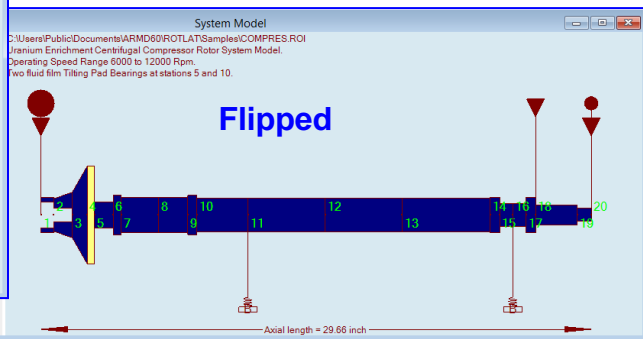 System Model
C:\Users\Public\Documents\ARMD60\ROTLAT\Samples\COMPRES.ROI
Uranium Enrichment Centrifugal Compressor Rotor System Model.
Operating Speed Range 6000 to 12000 Rpm.
Two fluid film Tilting Pad Bearings at stations 5 and 10.
Flipped
2 4 6 8 10 12 14 16 18 20
1 3 5 7 9 11 13 15 17 19
B B
Axial length = 29.66 inch